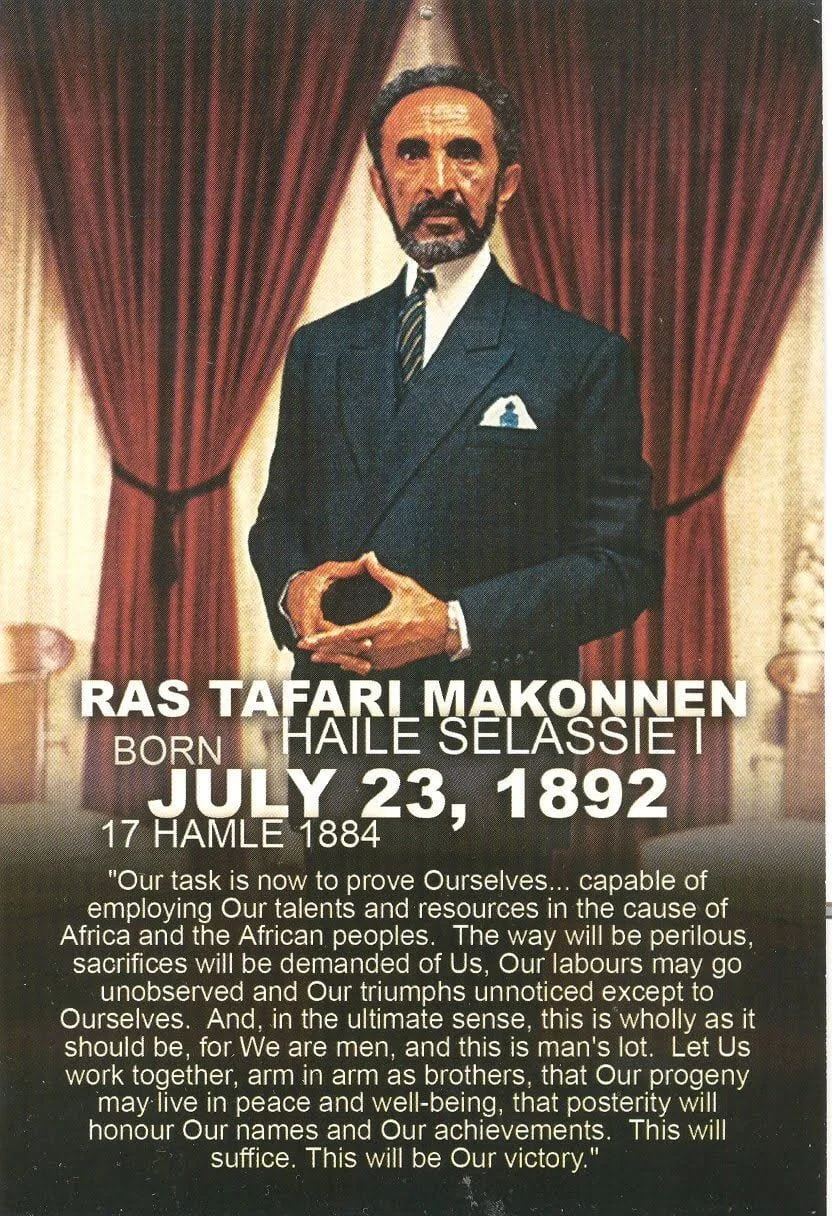 RAS TAFARI MAKONNEN
HAILE SELASSIE I
BORN
JULY 23, 1892
17 HAMLE 1884
"Our task is now to prove Ourselves... capable of
employing Our talents and resources in the cause of
Africa and the African peoples.  The way will be perilous,
sacrifices will be demanded of Us, Our labours may go
unobserved and Our triumphs unnoticed except to
Ourselves.  And, in the ultimate sense, this is wholly as it
should be, for We are men, and this is man's lot.  Let Us
work together, arm in arm as brothers, that Our progeny
may live in peace and well-being, that posterity will
honour Our names and Our achievements.  This will
suffice. This will be Our victory."